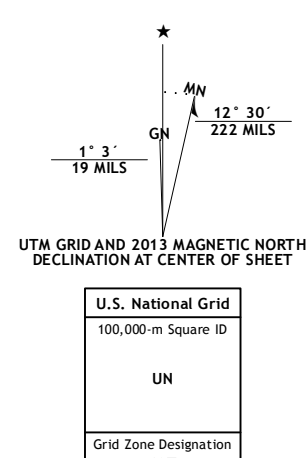 ★
MN
12° 30´
222 MILS
GN
1° 3´
19 MILS
UTM GRID AND 2013 MAGNETIC NORTH
DECLINATION AT CENTER OF SHEET
U.S. National Grid
100,000-m Square ID
UN
Grid Zone Designation